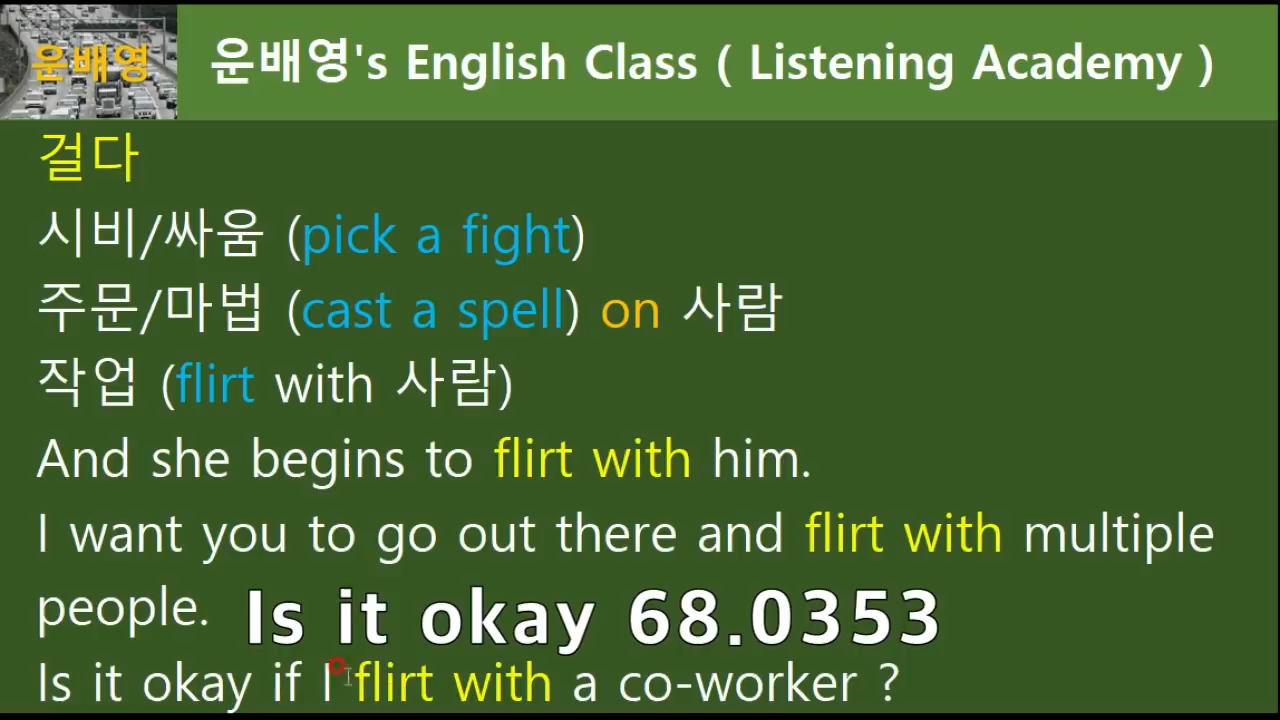 운배영
운배영's English Class ( Listening Academy )
걸다
시비/싸움 (pick a fight)
주문/마법 (cast a spell) on 사람
작업 (flirt with 사람)
And she begins to flirt with him.
I want you to go out there and flirt with multiple
people.
Is it okay 68.0353
Is it okay if I flirt with a co-worker ?